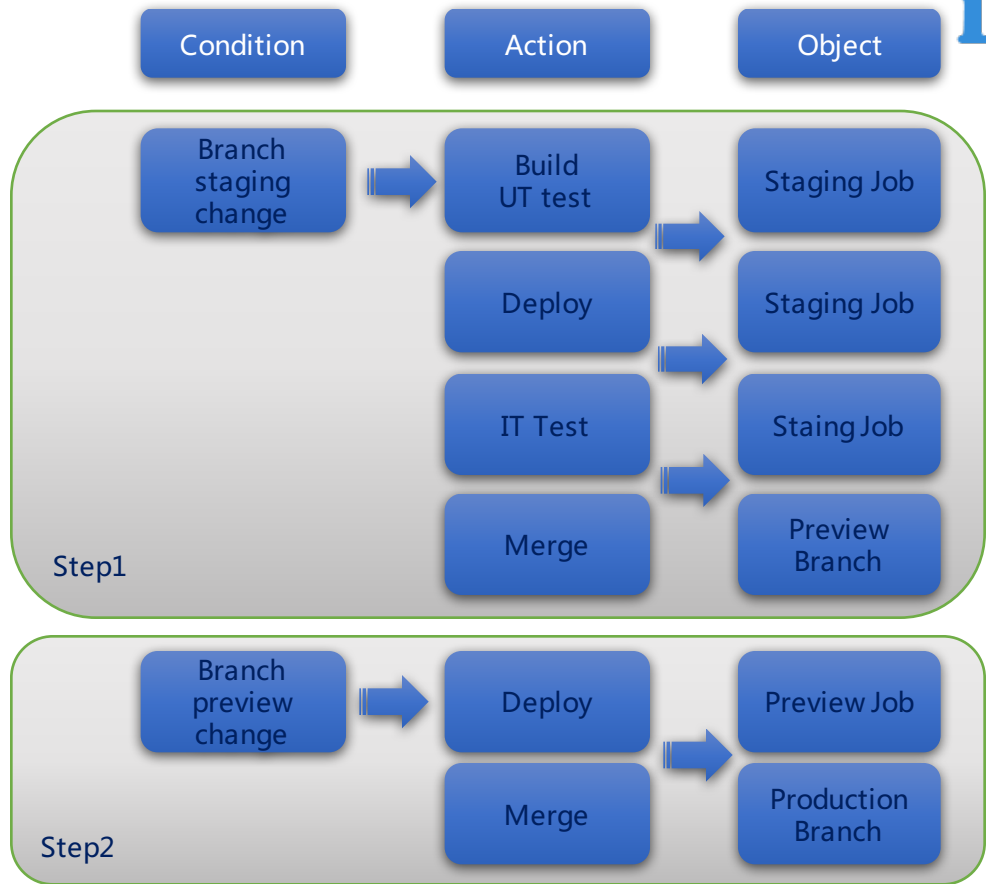 Condition
Action
Object
Branch
staging
change
Build
UT test
Staging Job
Deploy
Staging Job
IT Test
Staing Job
Merge
Preview
Branch
Step1
Branch
preview
change
Deploy
Preview Job
Merge
Production
Branch
Step2